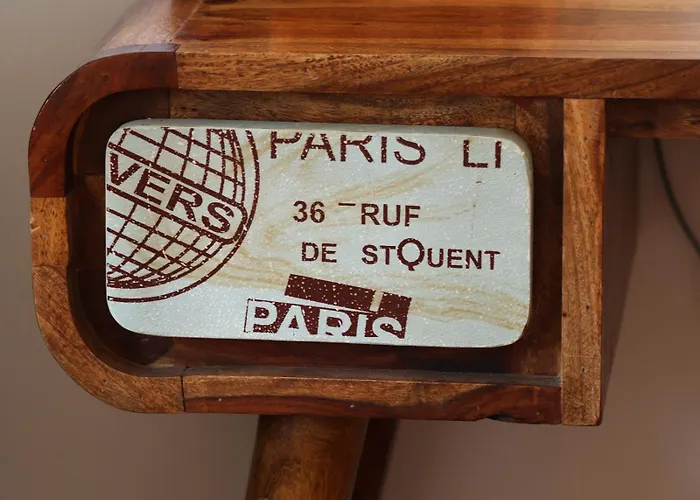 PARIS LI
VERS
36 ‾RUF
DE STQUENT
PARIS